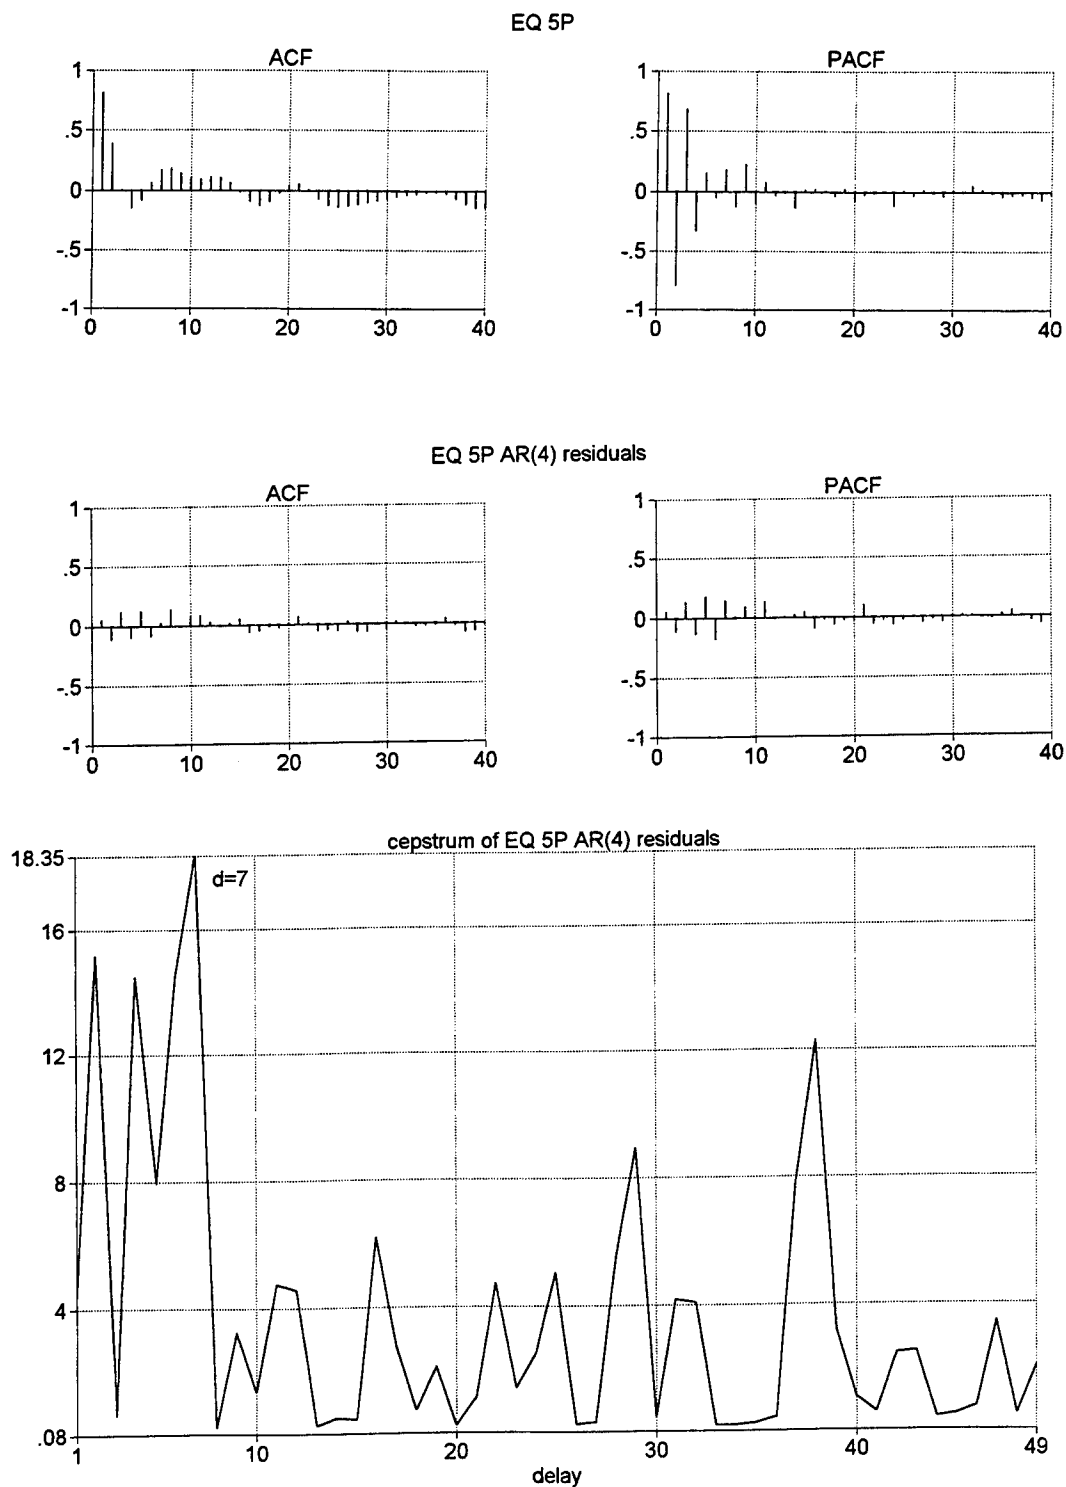 EQ 5P
ACF
PACF
1
.5
0
-.5
-1
0 10 20 30 40
1
.5
0
-.5
-1
0 10 20 30 40
EQ 5P AR(4) residuals
ACF
PACF
1
.5
0
-.5
-1
0 10 20 30 40
1
.5
0
-.5
-1
0 10 20 30 40
cepstrum of EQ 5P AR(4) residuals
18.35
d=7
16
12
8
4
.08
1 10 20 30 40 49
delay